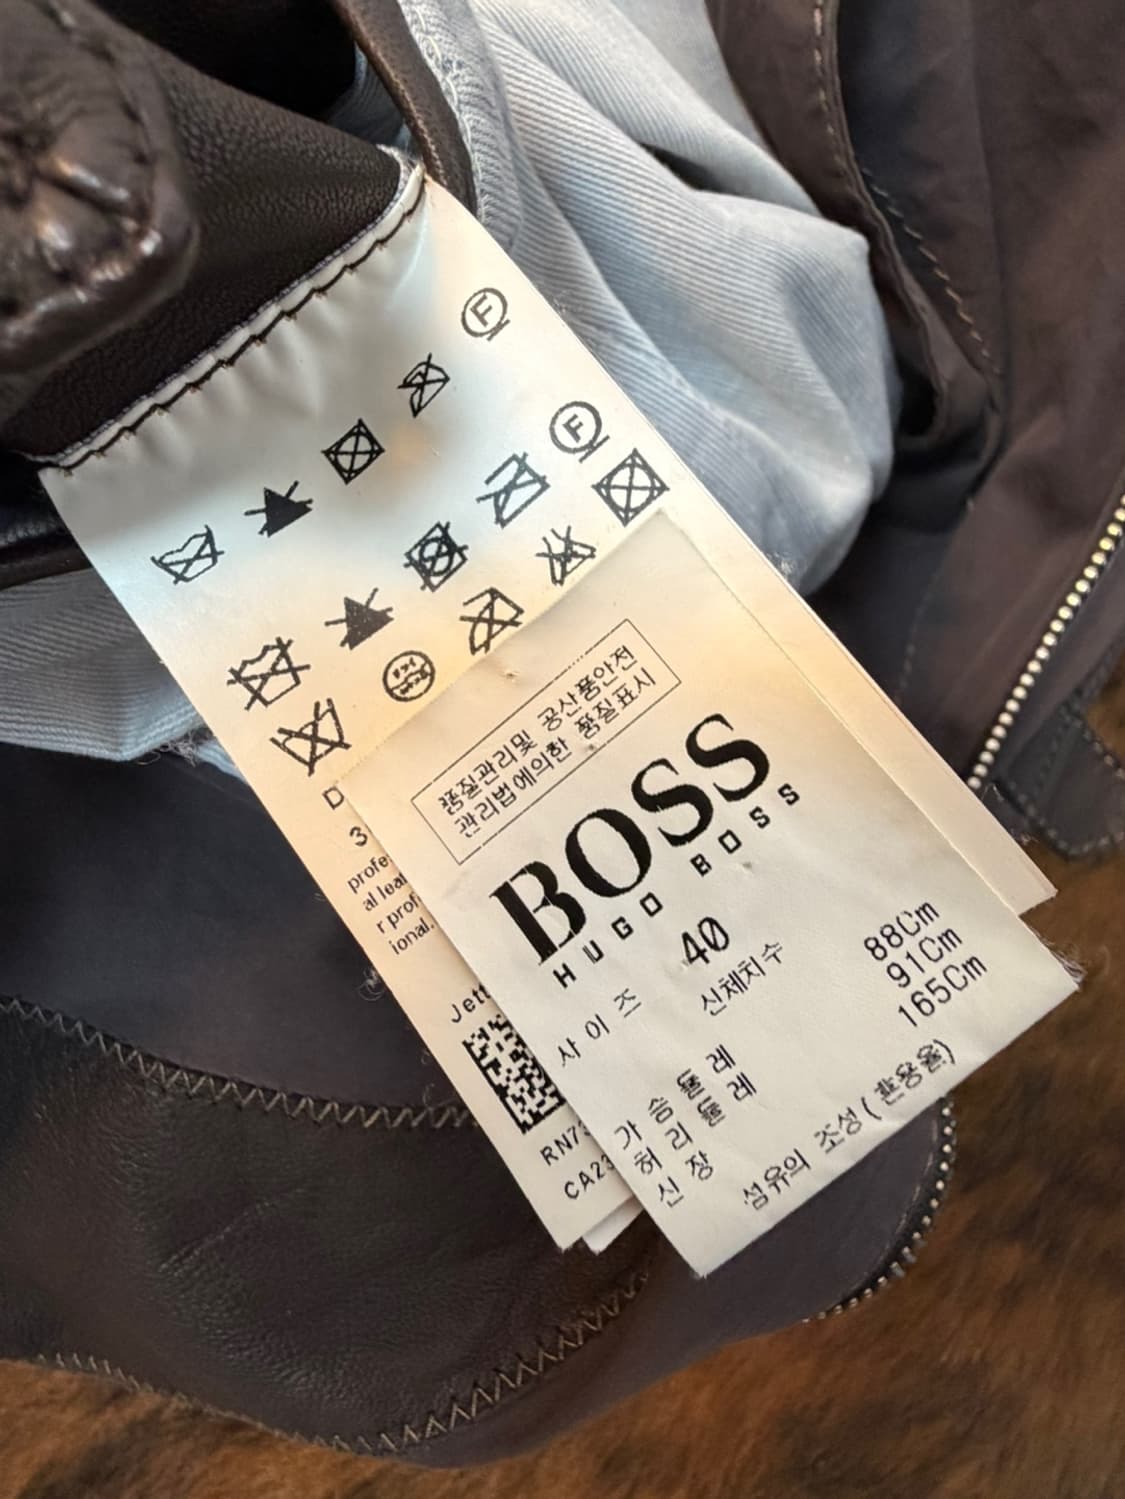 F
F
D
3
profe
al lea
r prof
ional.
Jett
RN73
CA23
품질관리및 공산품안전
관리법에의한 품질표시
BOSS
HUGO BOSS
사이즈 40
신체치수
가슴둘레 88Cm
허리둘레 91Cm
신장 165Cm
섬유의 조성(혼용율)